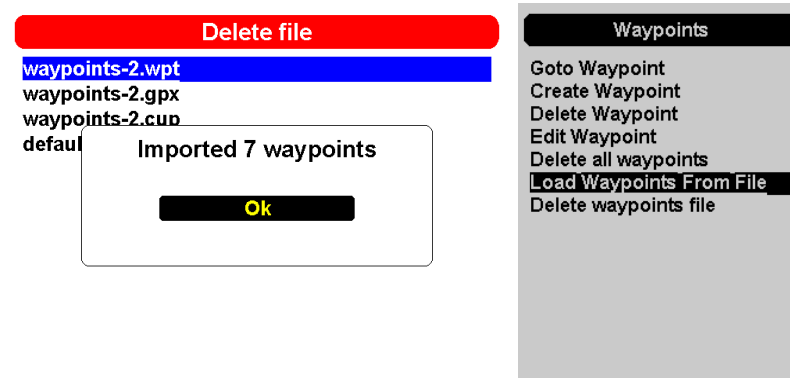 Delete file
waypoints-2.wpt
waypoints-2.gpx
waypoints-2.cup
defaul
Imported 7 waypoints
Ok
Waypoints
Goto Waypoint
Create Waypoint
Delete Waypoint
Edit Waypoint
Delete all waypoints
Load Waypoints From File
Delete waypoints file